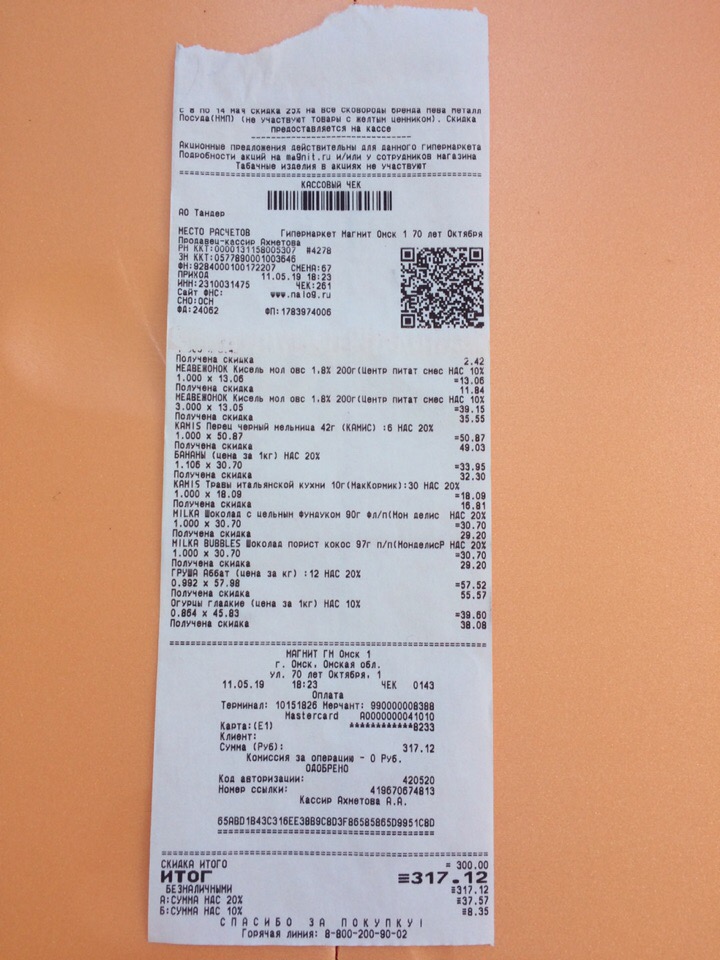 С 8 ПО 14 МАЯ СКИДКА 25% НА ВСЕ СКОВОРОДЫ БРЕНДА НЕВА МЕТАЛЛ
ПОСУДА(НМП) (НЕ УЧАСТВУЮТ ТОВАРЫ С ЖЕЛТЫМ ЦЕННИКОМ). СКИДКА
ПРЕДОСТАВЛЯЕТСЯ НА КАССЕ
АКЦИОННЫЕ ПРЕДЛОЖЕНИЯ ДЕЙСТВИТЕЛЬНЫ ДЛЯ ДАННОГО ГИПЕРМАРКЕТА
ПОДРОБНОСТИ АКЦИЙ НА magnit.ru И/ИЛИ У СОТРУДНИКОВ МАГАЗИНА
ТАБАЧНЫЕ ИЗДЕЛИЯ В АКЦИЯХ НЕ УЧАСТВУЮТ
КАССОВЫЙ ЧЕК
АО Тандер
МЕСТО РАСЧЕТОВ Гипермаркет Магнит Омск 1 70 лет Октября
Продавец-кассир Ахметова
РН ККТ:0000131158005307 #4278
ЗН ККТ:0577890001003646
ФН:9284000100172207 СМЕНА:67
ПРИХОД 11.05.19 18:23
ИНН:2310031475 ЧЕК:261
Сайт ФНС: www.nalog.ru
СНО:ОСН
ФД:24062 ФП:1783974006
Получена скидка 2.42
МЕДВЕЖОНОК Кисель мол овс 1.8% 200г(Центр питат смес НДС 10%
1.000 x 13.06 =13.06
Получена скидка 11.84
МЕДВЕЖОНОК Кисель мол овс 1.8% 200г(Центр питат смес НДС 10%
3.000 x 13.05 =39.15
Получена скидка 35.55
KAMIS Перец черный мельница 42г (КАМИС) :6 НДС 20%
1.000 x 50.87 =50.87
Получена скидка 49.03
БАНАНЫ (цена за 1кг) НДС 20%
1.106 x 30.70 =33.95
Получена скидка 32.30
KAMIS Травы итальянской кухни 10г(МакКормик):30 НДС 20%
1.000 x 18.09 =18.09
Получена скидка 16.81
MILKA Шоколад с цельным фундуком 90г фл/п(Мон делис НДС 20%
1.000 x 30.70 =30.70
Получена скидка 29.20
MILKA BUBBLES Шоколад порист кокос 97г п/п(МонделисР НДС 20%
1.000 x 30.70 =30.70
Получена скидка 29.20
ГРУША Аббат (цена за кг) :12 НДС 20%
0.992 x 57.98 =57.52
Получена скидка 55.57
Огурцы гладкие (цена за 1кг) НДС 10%
0.864 x 45.83 =39.60
Получена скидка 38.08
МАГНИТ ГМ Омск 1
г. Омск, Омская обл.
ул. 70 лет Октября, 1
11.05.19 18:23 ЧЕК 0143
Оплата
Терминал: 10151826 Мерчант: 990000008388
Mastercard A0000000041010
Карта:(E1) ************8233
Клиент:
Сумма (Руб): 317.12
Комиссия за операцию - 0 Руб.
ОДОБРЕНО
Код авторизации: 420520
Номер ссылки: 419670674813
Кассир Ахметова А.А.
65ABD1B43C316EE38B9C8D3FB6585B65D9951C8D
СКИДКА ИТОГО = 300.00
ИТОГ ≡317.12
БЕЗНАЛИЧНЫМИ ≡317.12
А:СУММА НДС 20% ≡37.57
Б:СУММА НДС 10% ≡8.35
СПАСИБО ЗА ПОКУПКУ!
Горячая линия: 8-800-200-90-02